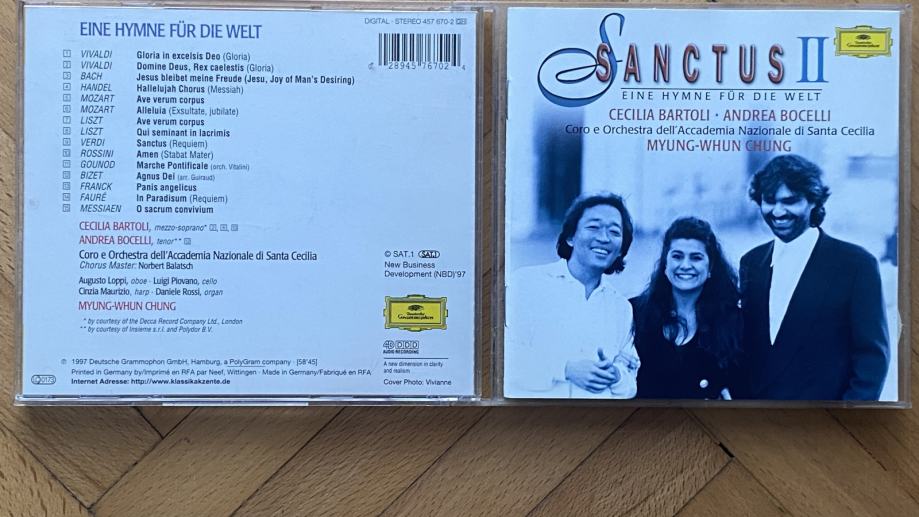 EINE HYMNE FÜR DIE WELT
DIGITAL · STEREO 457 670-2
28945 76702 4
1 VIVALDI Gloria in excelsis Deo (Gloria)
2 VIVALDI Domine Deus, Rex caelestis (Gloria)
3 BACH Jesus bleibet meine Freude (Jesu, Joy of Man's Desiring)
4 HANDEL Hallelujah Chorus (Messiah)
5 MOZART Ave verum corpus
6 MOZART Alleluia (Exsultate, jubilate)
7 LISZT Ave verum corpus
8 LISZT Qui seminant in lacrimis
9 VERDI Sanctus (Requiem)
10 ROSSINI Amen (Stabat Mater)
11 GOUNOD Marche Pontificale (orch. Vitalini)
12 BIZET Agnus Dei (arr. Guiraud)
13 FRANCK Panis angelicus
14 FAURÉ In Paradisum (Requiem)
15 MESSIAEN O sacrum convivium
CECILIA BARTOLI, mezzo-soprano*
ANDREA BOCELLI, tenor**
Coro e Orchestra dell'Accademia Nazionale di Santa Cecilia
Chorus Master: Norbert Balatsch
Augusto Loppi, oboe · Luigi Piovano, cello
Cinzia Maurizio, harp · Daniele Rossi, organ
MYUNG-WHUN CHUNG
* by courtesy of the Decca Record Company Ltd., London
** by courtesy of Insieme s.r.l. and Polydor B.V.
© SAT.1 SAT.1
New Business
Development (NBD)'97
Deutsche
Grammophon
4D DDD
AUDIO RECORDING
A new dimension in clarity
and realism
Cover Photo: Vivianne
℗ 1997 Deutsche Grammophon GmbH, Hamburg, a PolyGram company · [58'45]
Printed in Germany by/Imprimé en RFA par Neef, Wittingen · Made in Germany/Fabriqué en RFA
Internet Adresse: http://www.klassikakzente.de
LC 0173
SANCTUS II
EINE HYMNE FÜR DIE WELT
Deutsche
Grammophon
CECILIA BARTOLI · ANDREA BOCELLI
Coro e Orchestra dell'Accademia Nazionale di Santa Cecilia
MYUNG-WHUN CHUNG